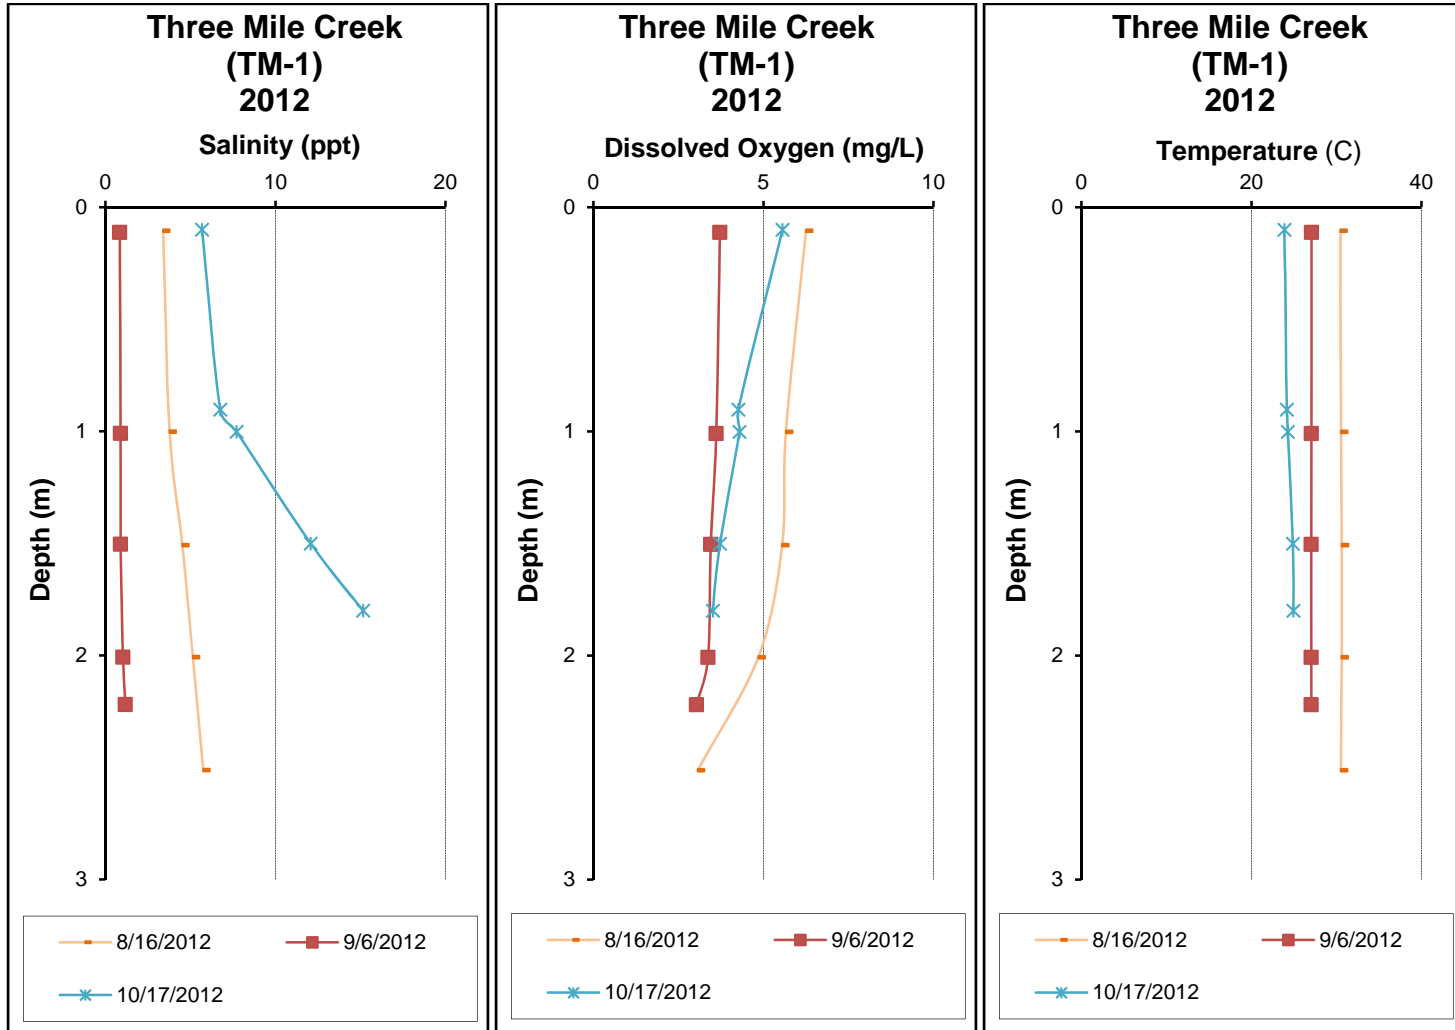 Three Mile Creek
(TM-1)
2012
Salinity (ppt)
0 10 20
0
1
2
3
Depth (m)
8/16/2012 9/6/2012
10/17/2012
Three Mile Creek
(TM-1)
2012
Dissolved Oxygen (mg/L)
0 5 10
0
1
2
3
Depth (m)
8/16/2012 9/6/2012
10/17/2012
Three Mile Creek
(TM-1)
2012
Temperature (C)
0 20 40
0
1
2
3
Depth (m)
8/16/2012 9/6/2012
10/17/2012